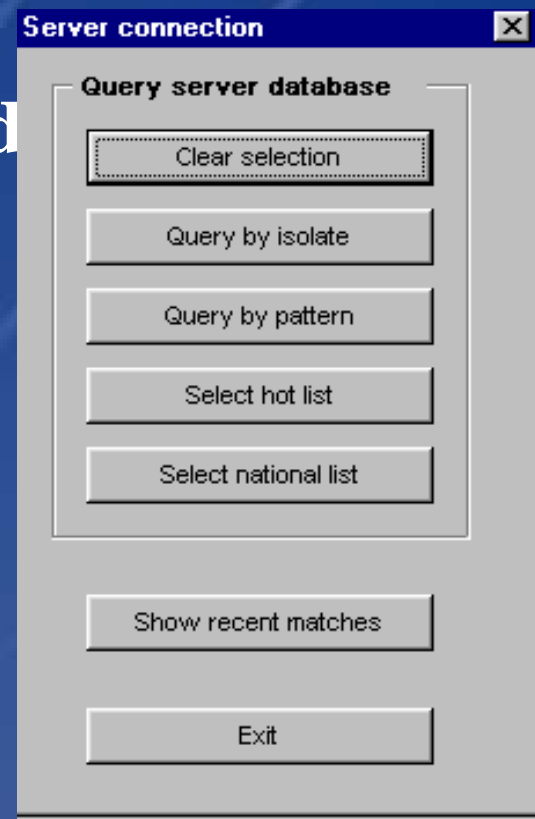 Server connection
d
Query server database
Clear selection
Query by isolate
Query by pattern
Select hot list
Select national list
Show recent matches
Exit